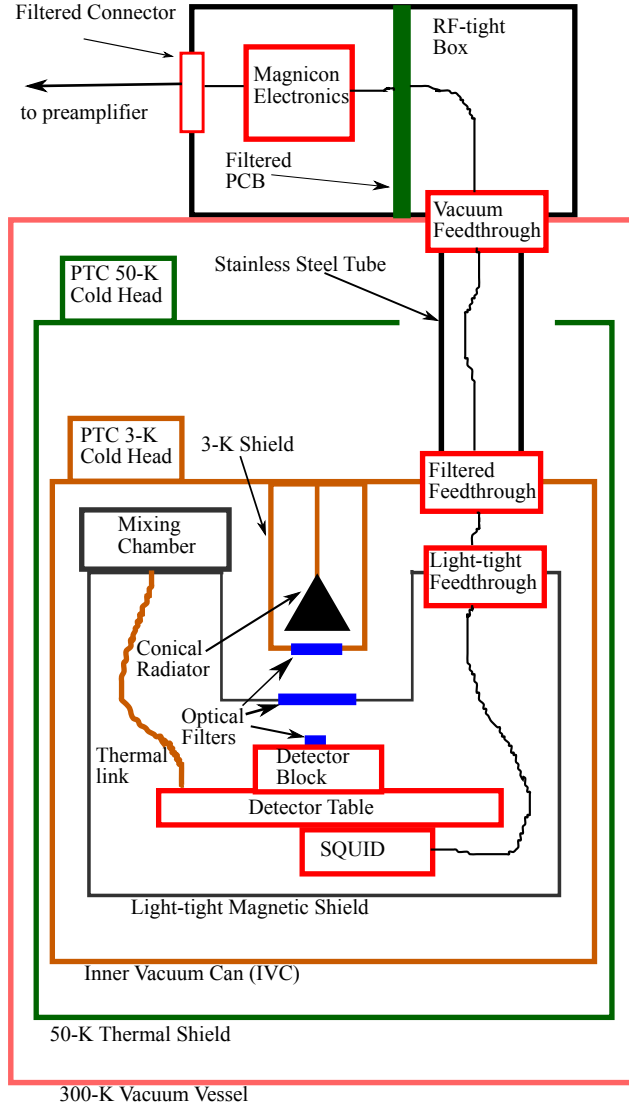 Filtered Connector
RF-tight
Box
Magnicon
Electronics
to preamplifier
Filtered
PCB
Vacuum
Feedthrough
Stainless Steel Tube
PTC 50-K
Cold Head
PTC 3-K
Cold Head
3-K Shield
Filtered
Feedthrough
Mixing
Chamber
Light-tight
Feedthrough
Conical
Radiator
Optical
Filters
Thermal
link
Detector
Block
Detector Table
SQUID
Light-tight Magnetic Shield
Inner Vacuum Can (IVC)
50-K Thermal Shield
300-K Vacuum Vessel